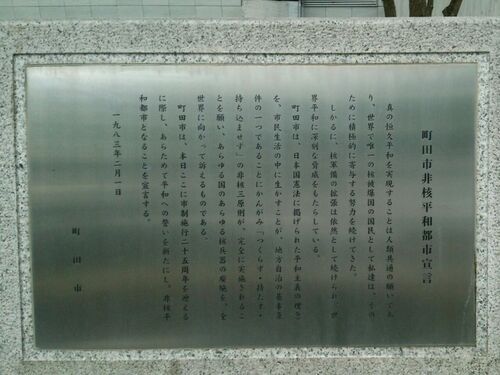 町田市非核平和都市宣言
真の恒久平和を実現することは人類共通の願いであ
り、世界で唯一の核被爆国の国民として私達は、その
ために積極的に寄与する努力を続けてきた。
しかるに、核軍備の拡張は依然として続けられ、世
界平和に深刻な脅威をもたらしている。
町田市は、日本国憲法に掲げられた平和主義の理念
を、市民生活の中に生かすことが、地方自治の基本条
件の一つであることにかんがみ「つくらず・持たず・
持ち込ませず」の非核三原則が、完全に実施されるこ
とを願い、あらゆる国のあらゆる核兵器の廃絶を、全
世界に向かって訴えるものである。
町田市は、本日ここに市制施行二十五周年を迎える
に際し、あらためて平和への誓いを新たにし、非核平
和都市となることを宣言する。
一九八三年二月一日
町田市